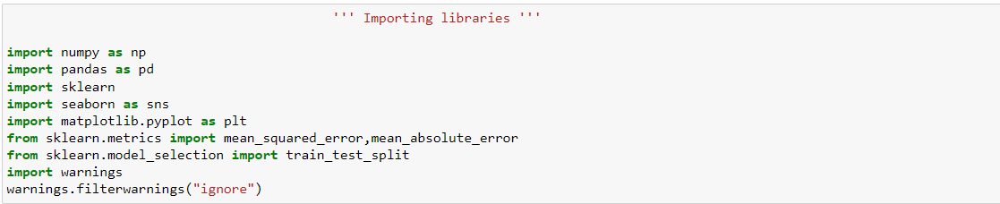 ''' Importing libraries '''
import numpy as np
import pandas as pd
import sklearn
import seaborn as sns
import matplotlib.pyplot as plt
from sklearn.metrics import mean_squared_error,mean_absolute_error
from sklearn.model_selection import train_test_split
import warnings
warnings.filterwarnings("ignore")